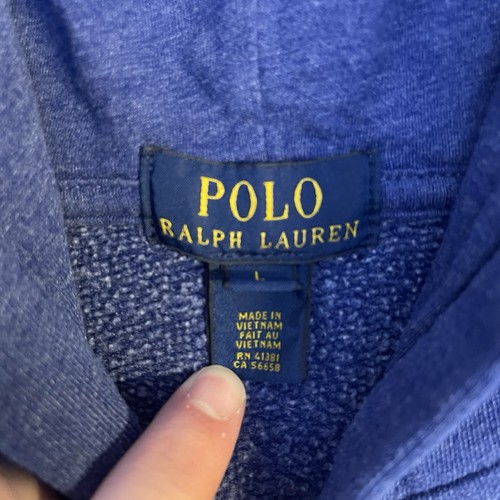 POLO
RALPH LAUREN
L
MADE IN
VIETNAM
FAIT AU
VIETNAM
RN 41381
CA 56658